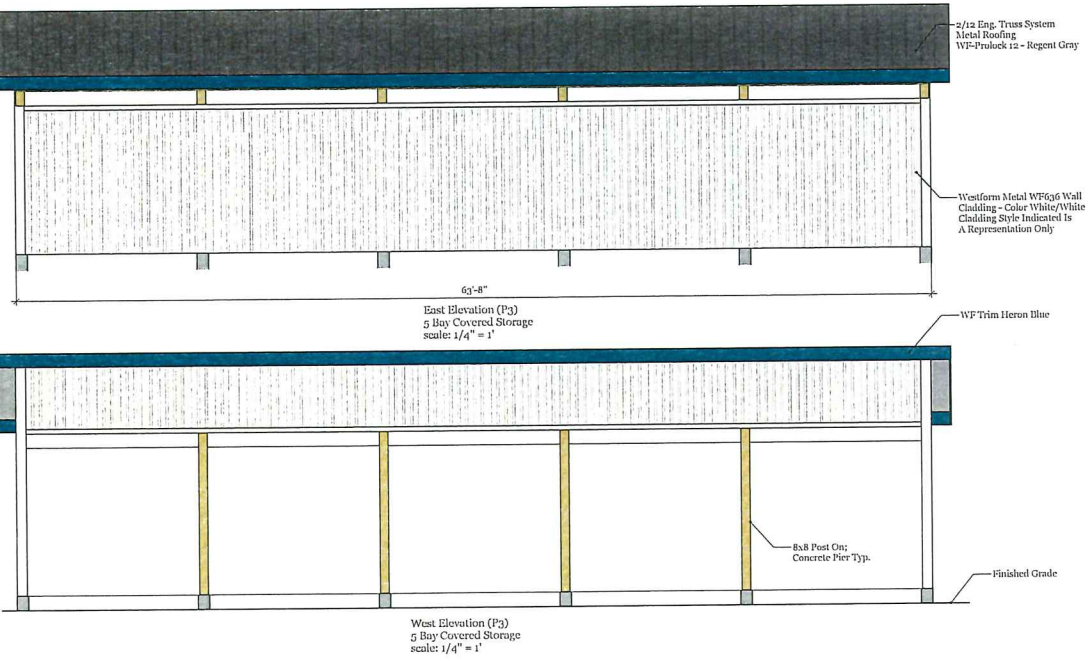 2/12 Eng. Truss System
Metal Roofing
WF-Prolock 12 - Regent Gray
Westform Metal WF636 Wall
Cladding - Color White/White
Cladding Style Indicated Is
A Representation Only
63'-8"
East Elevation (P3)
5 Bay Covered Storage
scale: 1/4" = 1'
WF Trim Heron Blue
8x8 Post On;
Concrete Pier Typ.
Finished Grade
West Elevation (P3)
5 Bay Covered Storage
scale: 1/4" = 1'